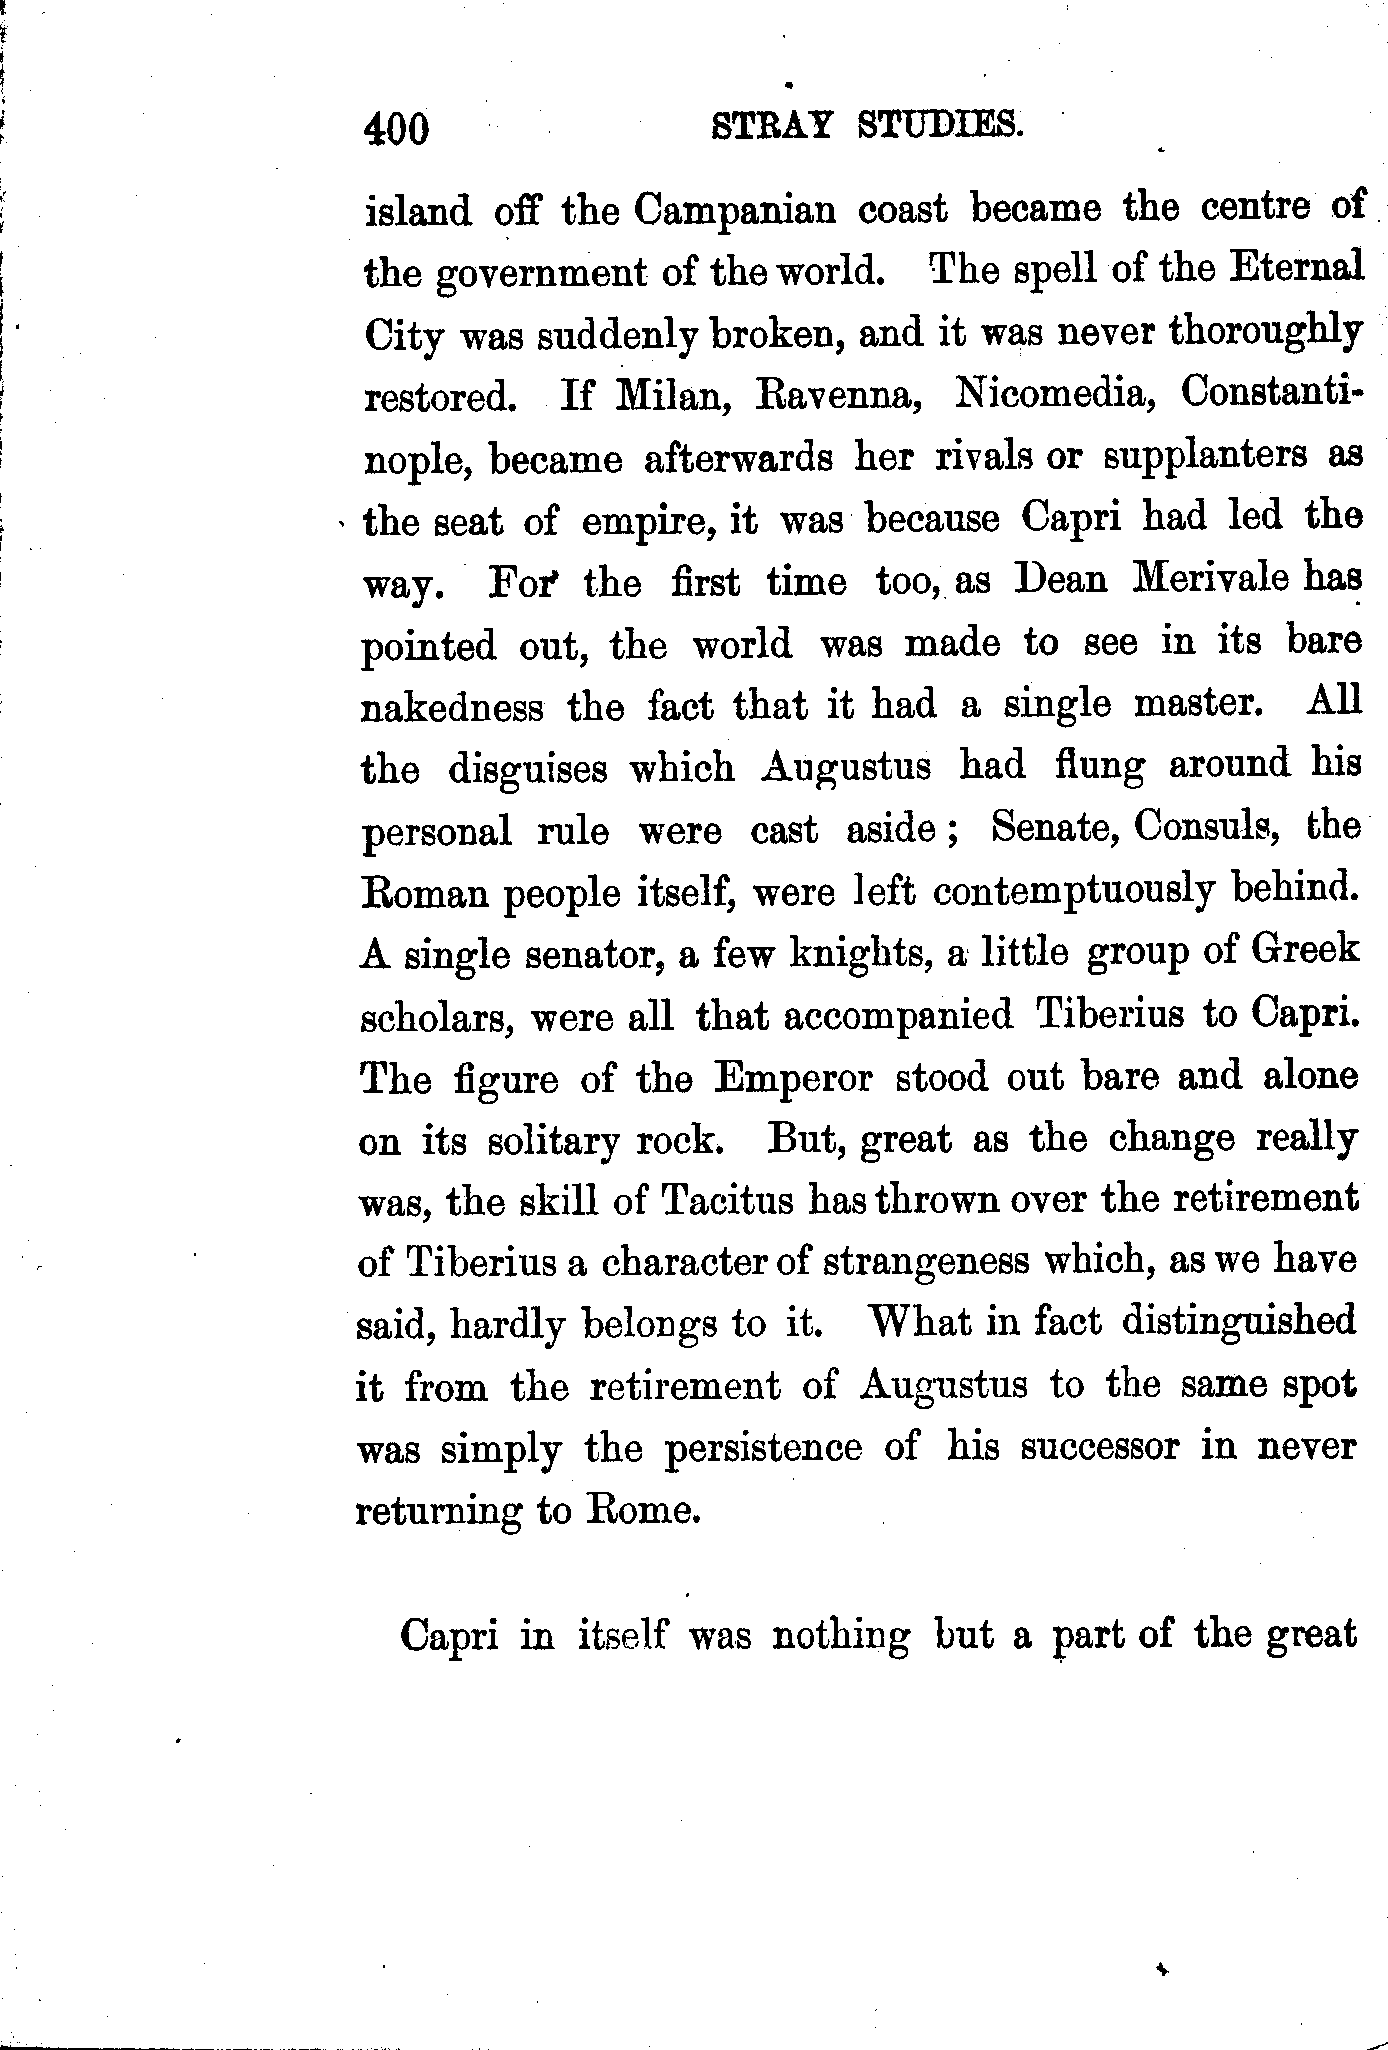 400 STRAY STUDIES.
island off the Campanian coast became the centre of
the government of the world. The spell of the Eternal
City was suddenly broken, and it was never thoroughly
restored. If Milan, Ravenna, Nicomedia, Constanti-
nople, became afterwards her rivals or supplanters as
the seat of empire, it was because Capri had led the
way. For the first time too, as Dean Merivale has
pointed out, the world was made to see in its bare
nakedness the fact that it had a single master. All
the disguises which Augustus had flung around his
personal rule were cast aside; Senate, Consuls, the
Roman people itself, were left contemptuously behind.
A single senator, a few knights, a little group of Greek
scholars, were all that accompanied Tiberius to Capri.
The figure of the Emperor stood out bare and alone
on its solitary rock. But, great as the change really
was, the skill of Tacitus has thrown over the retirement
of Tiberius a character of strangeness which, as we have
said, hardly belongs to it. What in fact distinguished
it from the retirement of Augustus to the same spot
was simply the persistence of his successor in never
returning to Rome.
Capri in itself was nothing but a part of the great